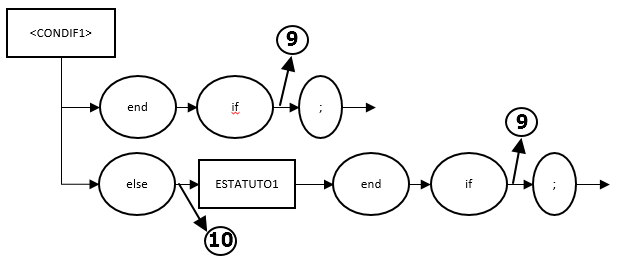 <CONDIF1>
9
end if ;
9
else ESTATUTO1 end if ;
10